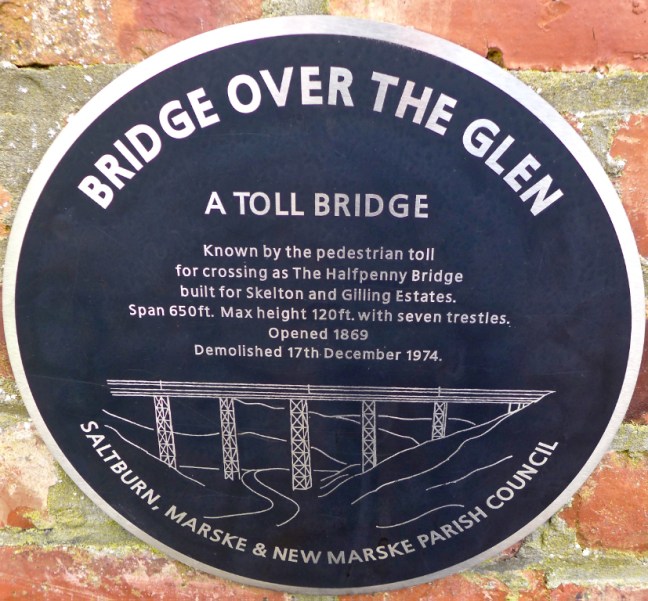 BRIDGE OVER THE GLEN
A TOLL BRIDGE
Known by the pedestrian toll
for crossing as The Halfpenny Bridge
built for Skelton and Gilling Estates.
Span 650ft. Max height 120ft. with seven trestles.
Opened 1869
Demolished 17th December 1974.
SALTBURN, MARSKE & NEW MARSKE PARISH COUNCIL